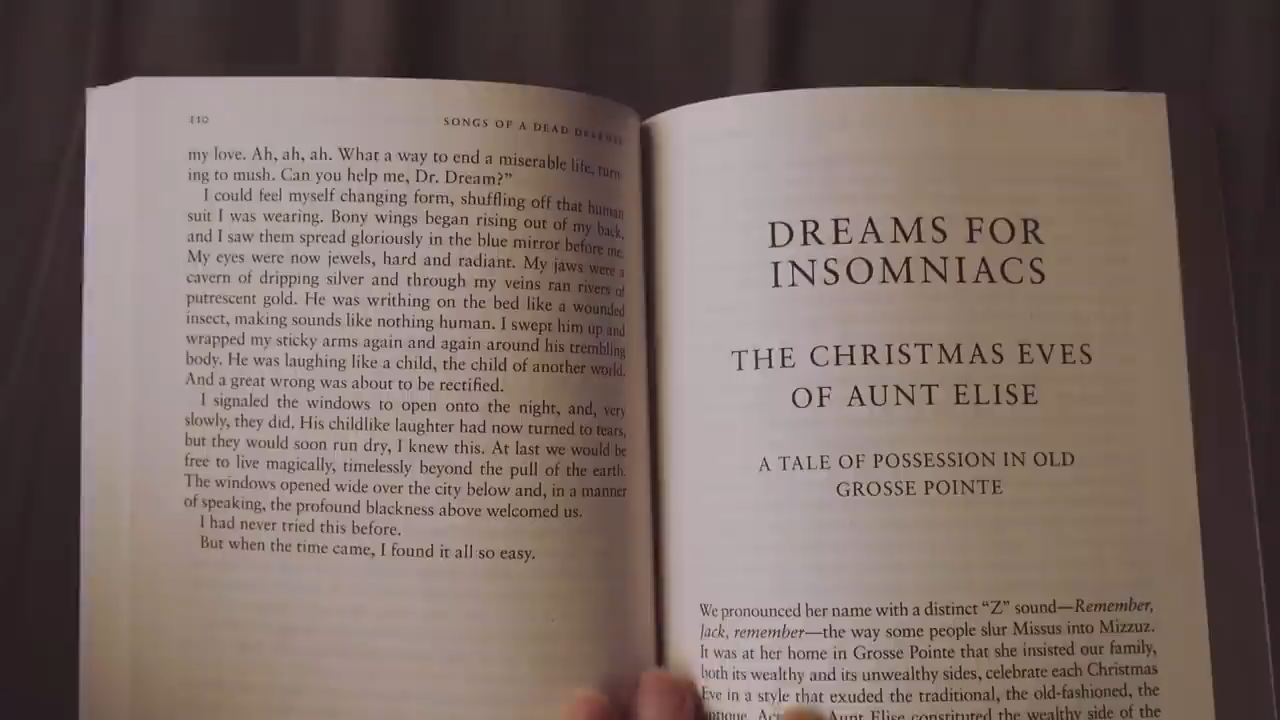 110
SONGS OF A DEAD DREAMER
my love. Ah, ah, ah. What a way to end a miserable life, turn-
ing to mush. Can you help me, Dr. Dream?”
I could feel myself changing form, shuffling off that human
suit I was wearing. Bony wings began rising out of my back,
and I saw them spread gloriously in the blue mirror before me.
My eyes were now jewels, hard and radiant. My jaws were a
cavern of dripping silver and through my veins ran rivers of
putrescent gold. He was writhing on the bed like a wounded
insect, making sounds like nothing human. I swept him up and
wrapped my sticky arms again and again around his trembling
body. He was laughing like a child, the child of another world.
And a great wrong was about to be rectified.
I signaled the windows to open onto the night, and, very
slowly, they did. His childlike laughter had now turned to tears,
but they would soon run dry, I knew this. At last we would be
free to live magically, timelessly beyond the pull of the earth.
The windows opened wide over the city below and, in a manner
of speaking, the profound blackness above welcomed us.
I had never tried this before.
But when the time came, I found it all so easy.
DREAMS FOR
INSOMNIACS
THE CHRISTMAS EVES
OF AUNT ELISE
A TALE OF POSSESSION IN OLD
GROSSE POINTE
We pronounced her name with a distinct “Z” sound—Remember,
Jack, remember—the way some people slur Missus into Mizzuz.
It was at her home in Grosse Pointe that she insisted our family,
both its wealthy and its unwealthy sides, celebrate each Christmas
Eve in a style that exuded the traditional, the old-fashioned, the
Aunt Elise constituted the wealthy side of the